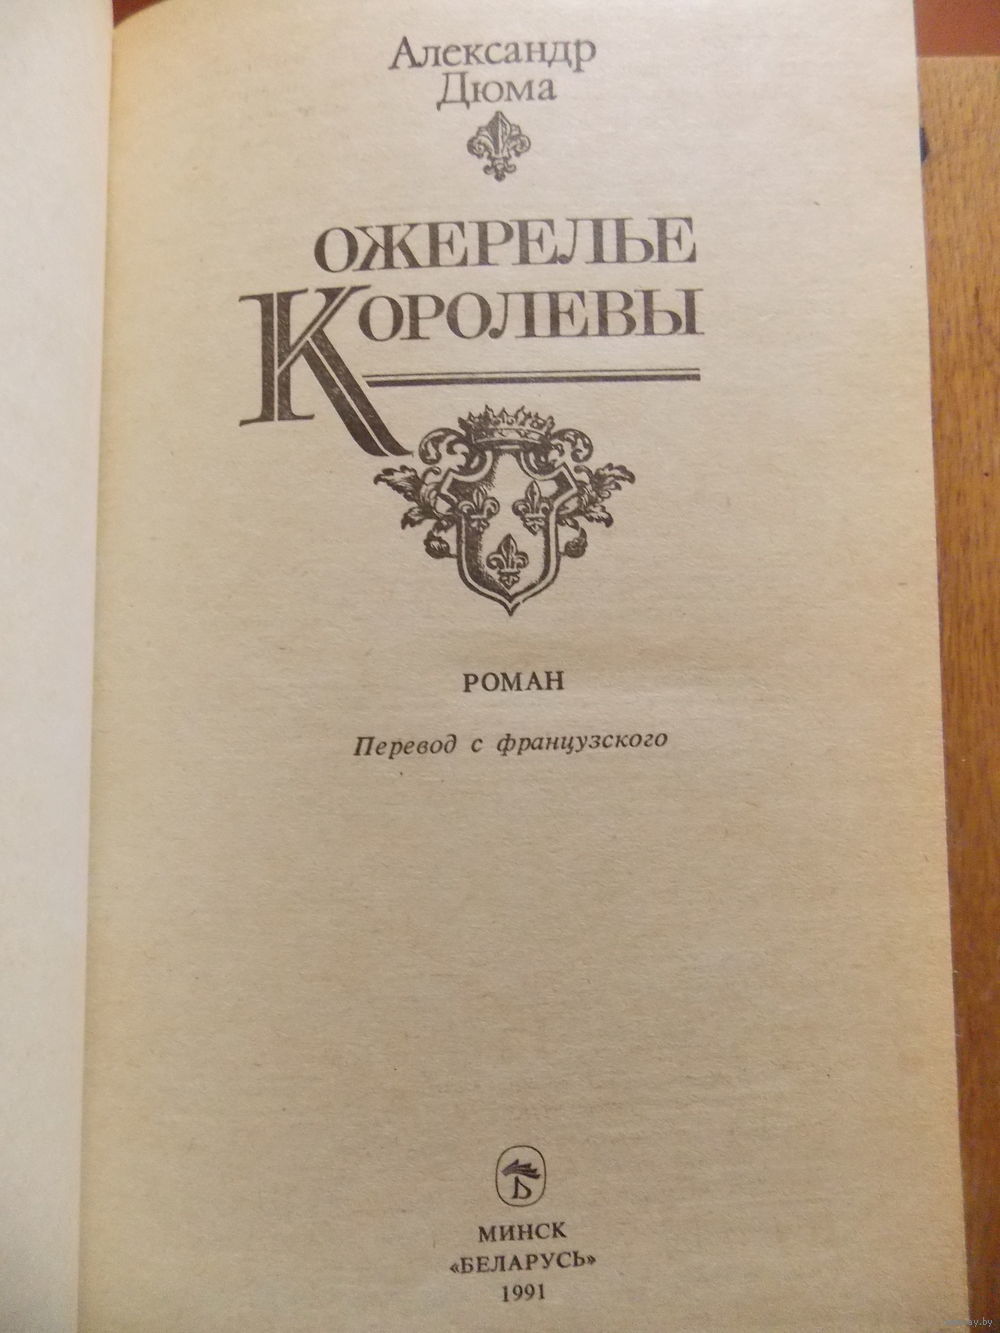 Александр
Дюма
ОЖЕРЕЛЬЕ
КОРОЛЕВЫ
РОМАН
Перевод с французского
Б
МИНСК
«БЕЛАРУСЬ»
1991